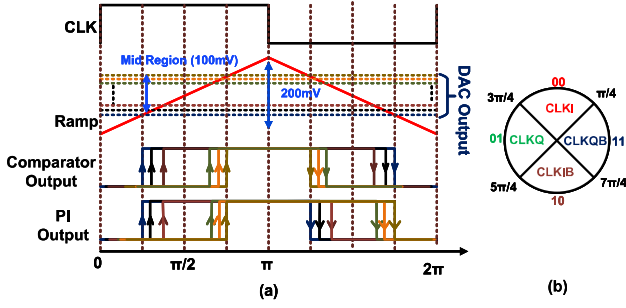 CLK
Mid Region (100mV)
200mV
DAC Output
Ramp
Comparator
Output
PI
Output
0
π/2
π
2π
(a)
00
3π/4
π/4
CLKI
01
CLKQ
CLKQB
11
CLKIB
5π/4
7π/4
10
(b)